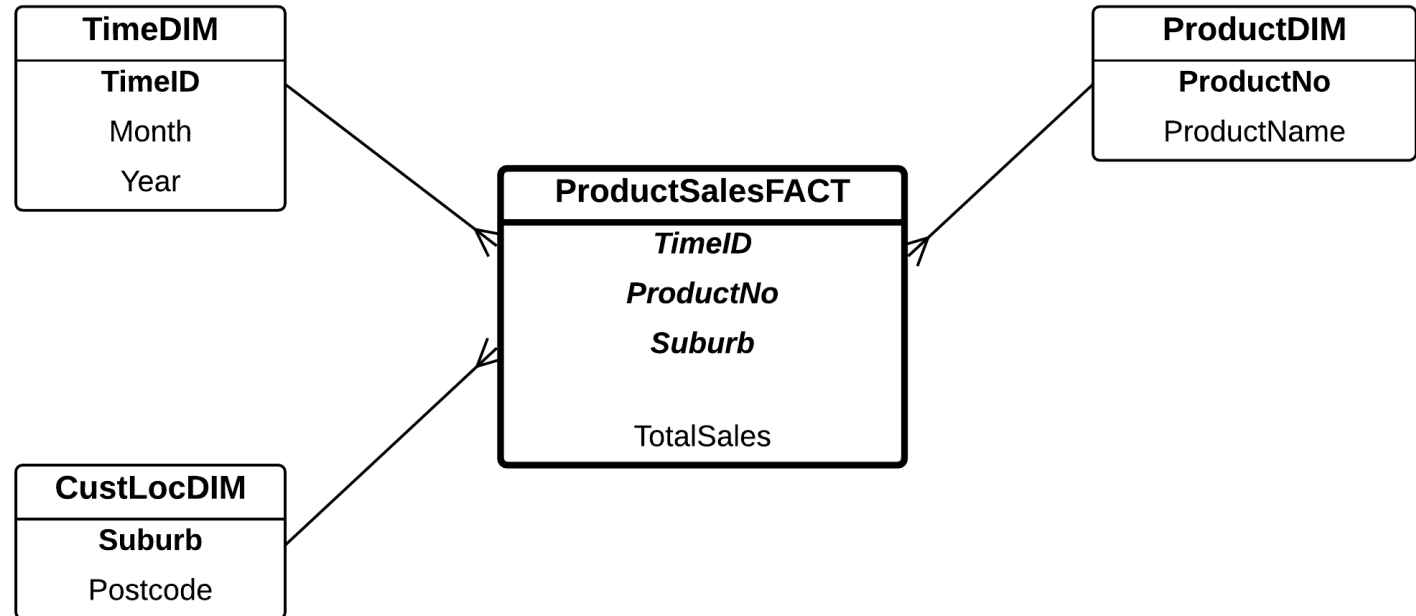 TimeDIM
TimeID
Month
Year
ProductDIM
ProductNo
ProductName
ProductSalesFACT
TimeID
ProductNo
Suburb
TotalSales
CustLocDIM
Suburb
Postcode